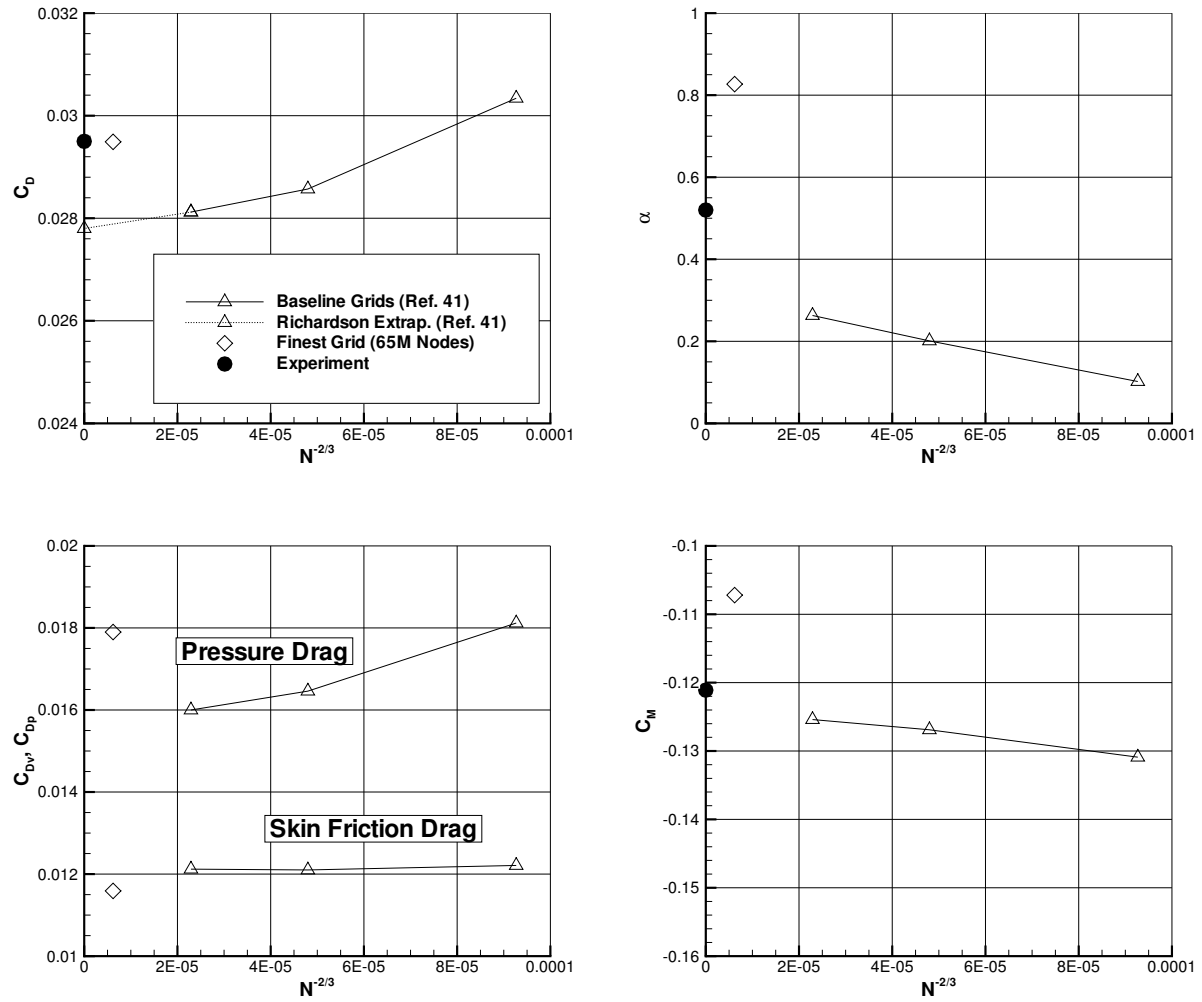 0.032
0.03
0.028
0.026
0.024
C_D
0 2E-05 4E-05 6E-05 8E-05 0.0001
N^-2/3
Baseline Grids (Ref. 41)
Richardson Extrap. (Ref. 41)
Finest Grid (65M Nodes)
Experiment
1
0.8
0.6
0.4
0.2
0
α
0 2E-05 4E-05 6E-05 8E-05 0.0001
N^-2/3
0.02
0.018
0.016
0.014
0.012
0.01
C_Dv, C_Dp
Pressure Drag
Skin Friction Drag
0 2E-05 4E-05 6E-05 8E-05 0.0001
N^-2/3
-0.1
-0.11
-0.12
-0.13
-0.14
-0.15
-0.16
C_M
0 2E-05 4E-05 6E-05 8E-05 0.0001
N^-2/3